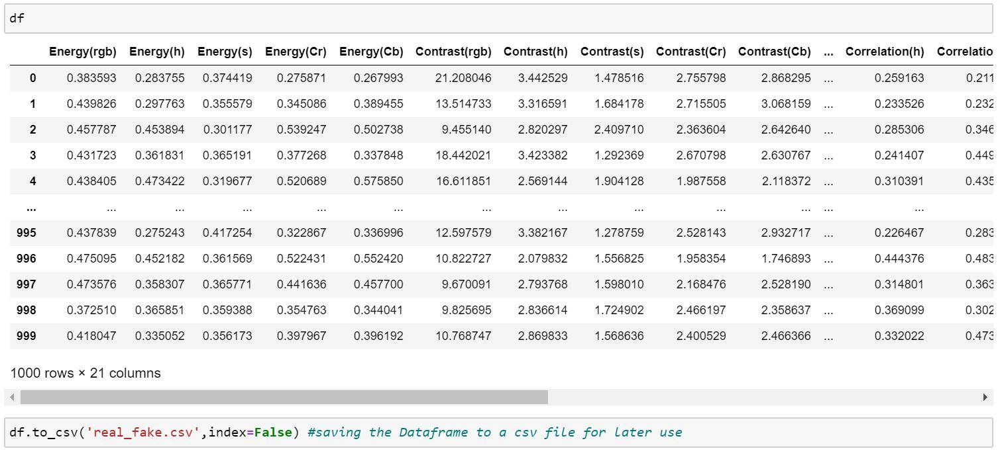 df
Energy(rgb) Energy(h) Energy(s) Energy(Cr) Energy(Cb) Contrast(rgb) Contrast(h) Contrast(s) Contrast(Cr) Contrast(Cb) ... Correlation(h) Correlatio
0 0.383593 0.283755 0.374419 0.275871 0.267993 21.208046 3.442529 1.478516 2.755798 2.868295 ... 0.259163 0.211
1 0.439826 0.297763 0.355579 0.345086 0.389455 13.514733 3.316591 1.684178 2.715505 3.068159 ... 0.233526 0.232
2 0.457787 0.453894 0.301177 0.539247 0.502738 9.455140 2.820297 2.409710 2.363604 2.642640 ... 0.285306 0.346
3 0.431723 0.361831 0.365191 0.377268 0.337848 18.442021 3.423382 1.292369 2.670798 2.630767 ... 0.241407 0.449
4 0.438405 0.473422 0.319677 0.520689 0.575850 16.611851 2.569144 1.904128 1.987558 2.118372 ... 0.310391 0.435
... ... ... ... ... ... ... ... ... ... ... ... ...
995 0.437839 0.275243 0.417254 0.322867 0.336996 12.597579 3.382167 1.278759 2.528143 2.932717 ... 0.226467 0.283
996 0.475095 0.452182 0.361569 0.522431 0.552420 10.822727 2.079832 1.556825 1.958354 1.746893 ... 0.444376 0.483
997 0.473576 0.358307 0.365771 0.441636 0.457700 9.670091 2.793768 1.598010 2.168476 2.528190 ... 0.314801 0.363
998 0.372510 0.365851 0.359388 0.354763 0.344041 9.825695 2.836614 1.724902 2.466197 2.358637 ... 0.369099 0.302
999 0.418047 0.335052 0.356173 0.397967 0.396192 10.768747 2.869833 1.568636 2.400529 2.466366 ... 0.332022 0.473
1000 rows × 21 columns
df.to_csv('real_fake.csv',index=False) #saving the Dataframe to a csv file for later use